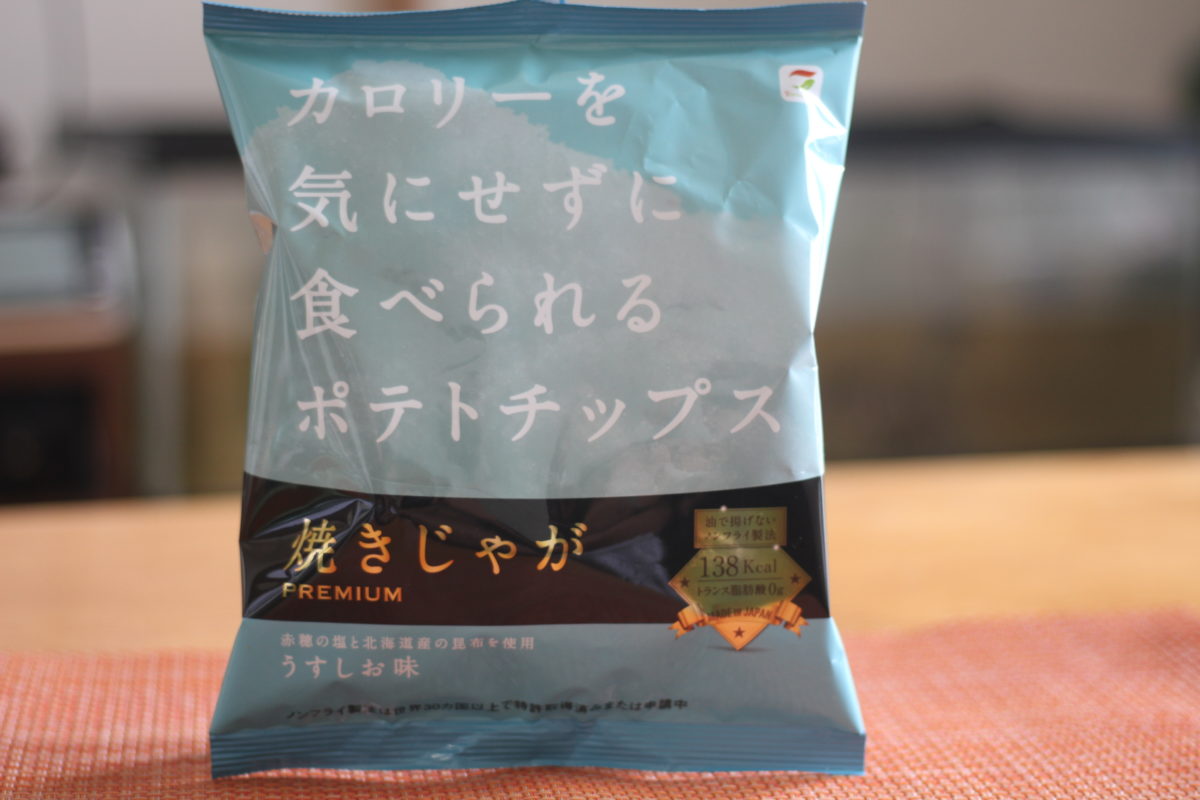 カロリーを
気にせずに
食べられる
ポテトチップス
焼きじゃが
PREMIUM
油で揚げない
ノンフライ製法
138Kcal
トランス脂肪酸0g
MADE IN JAPAN
赤穂の塩と北海道産の昆布を使用
うすしお味
ノンフライ製法は世界30カ国以上で特許取得済みまたは申請中